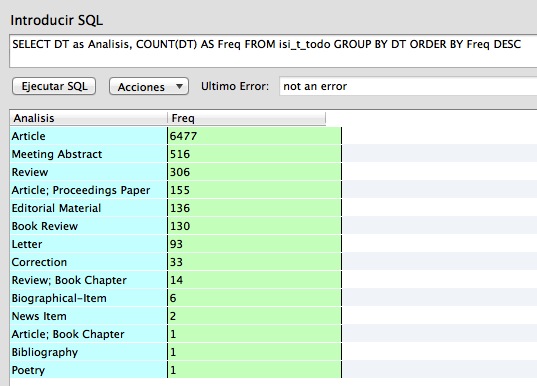 Introducir SQL
SELECT DT as Analisis, COUNT(DT) AS Freq FROM isi_t_todo GROUP BY DT ORDER BY Freq DESC
Ejecutar SQL Acciones Ultimo Error: not an error
Analisis Freq
Article 6477
Meeting Abstract 516
Review 306
Article; Proceedings Paper 155
Editorial Material 136
Book Review 130
Letter 93
Correction 33
Review; Book Chapter 14
Biographical-Item 6
News Item 2
Article; Book Chapter 1
Bibliography 1
Poetry 1